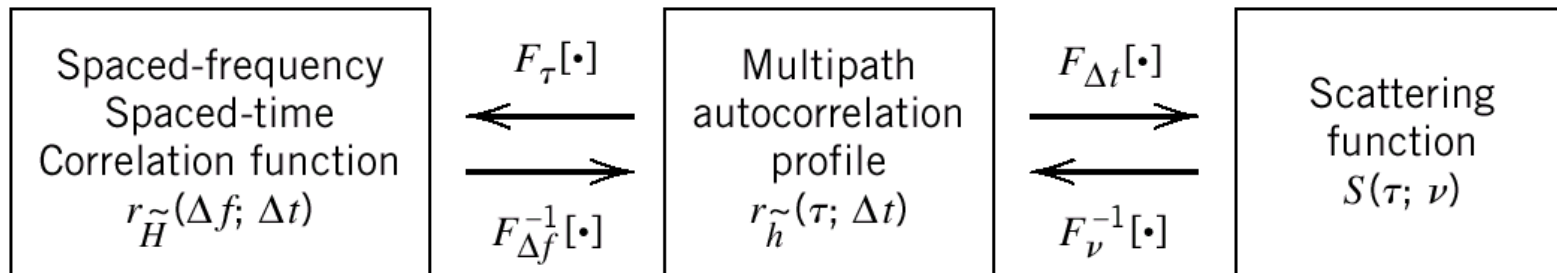 Spaced-frequency
Spaced-time
Correlation function
r_H̃(Δf; Δt)
F_τ[•]
F_Δf^−1[•]
Multipath
autocorrelation
profile
r_h̃(τ; Δt)
F_Δt[•]
F_ν^−1[•]
Scattering
function
S(τ; ν)